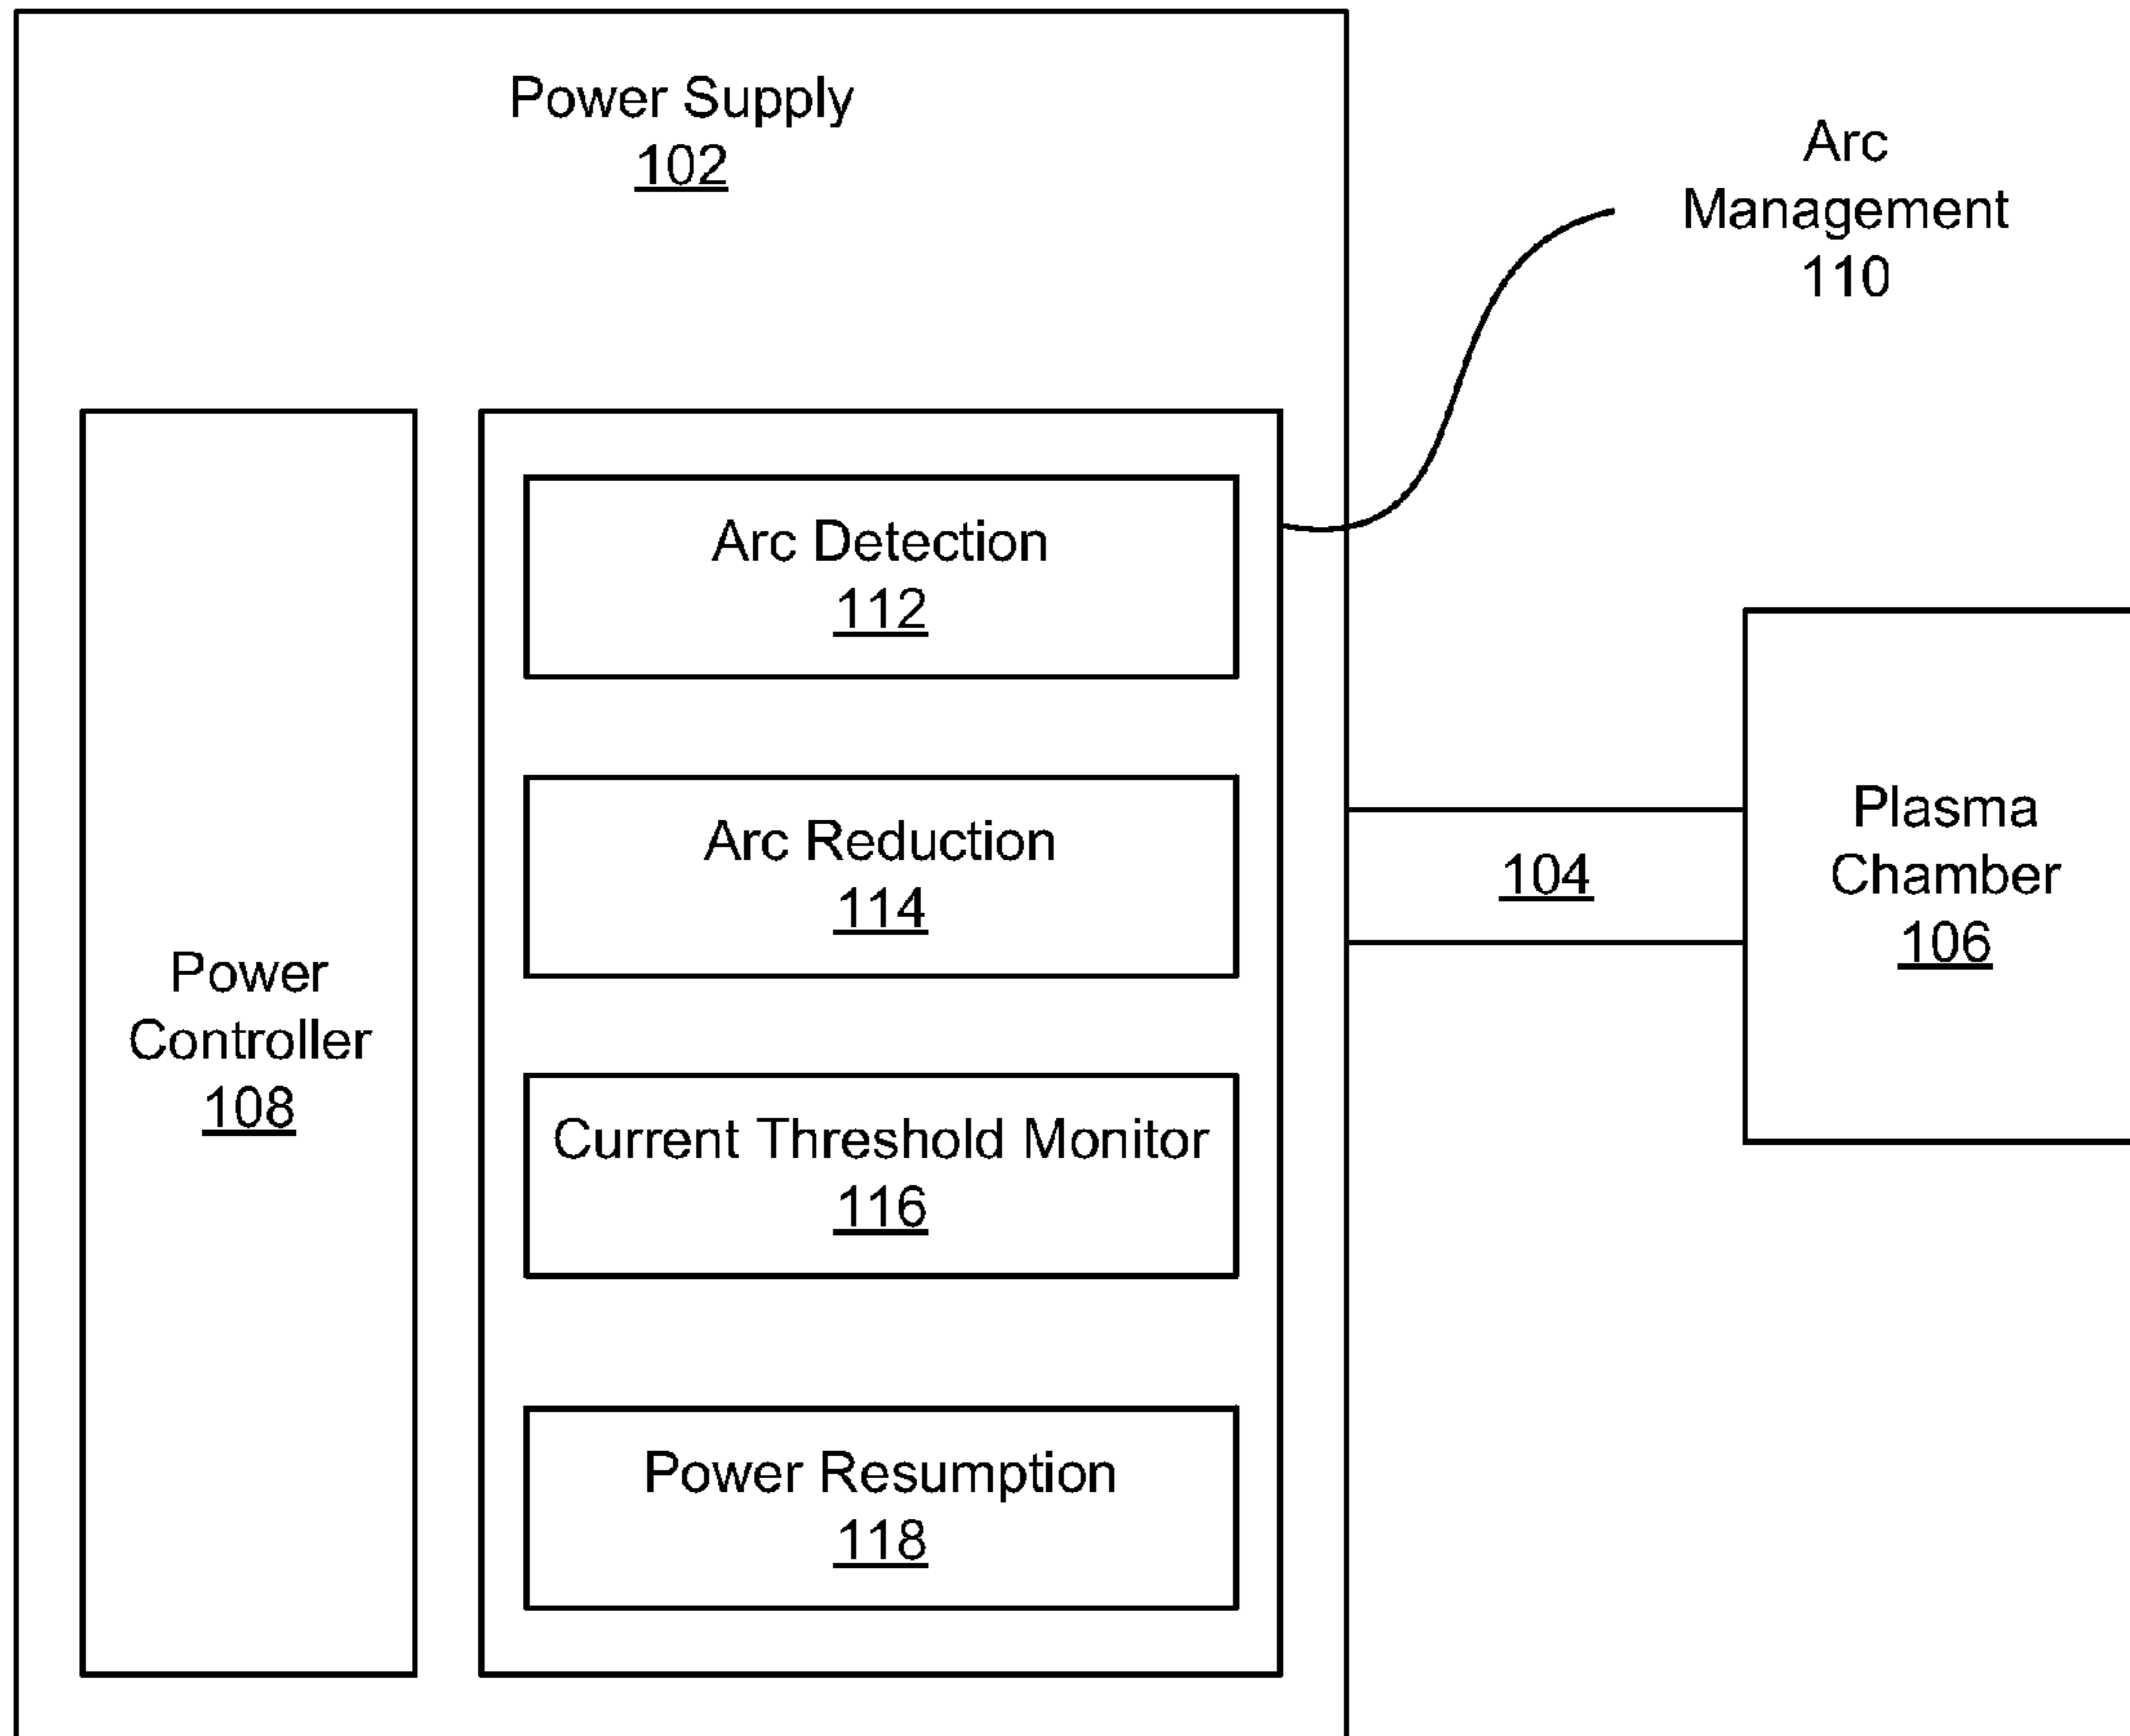 Power Supply
102
Arc
Management
110
Arc Detection
112
Arc Reduction
114
Current Threshold Monitor
116
Power Resumption
118
Power
Controller
108
104
Plasma
Chamber
106